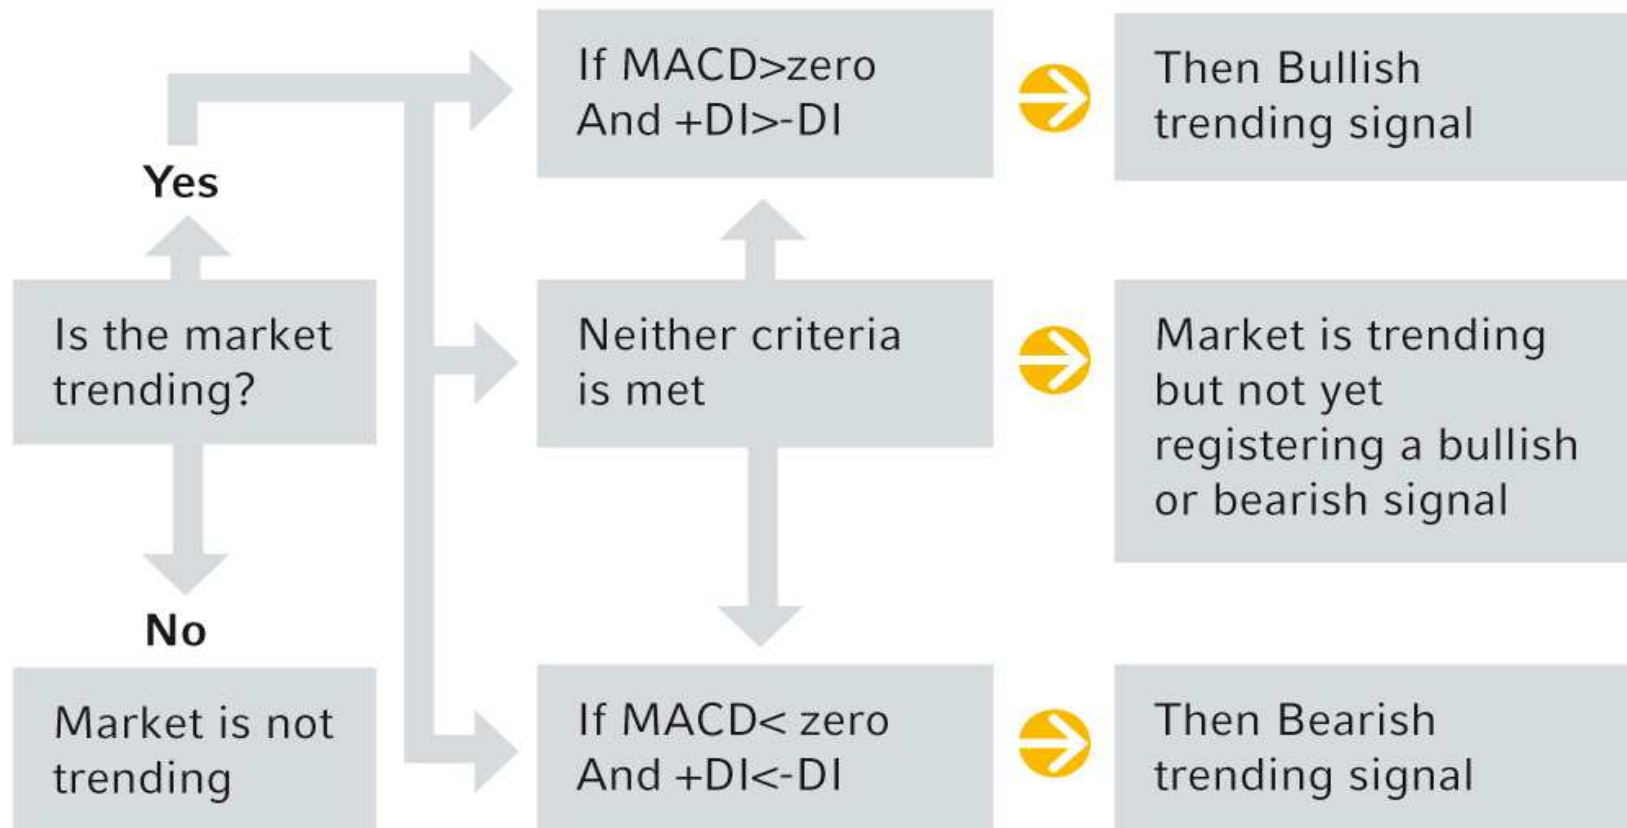 Yes
Is the market
trending?
No
Market is not
trending
If MACD>zero
And +DI>-DI
Then Bullish
trending signal
Neither criteria
is met
Market is trending
but not yet
registering a bullish
or bearish signal
If MACD< zero
And +DI<-DI
Then Bearish
trending signal